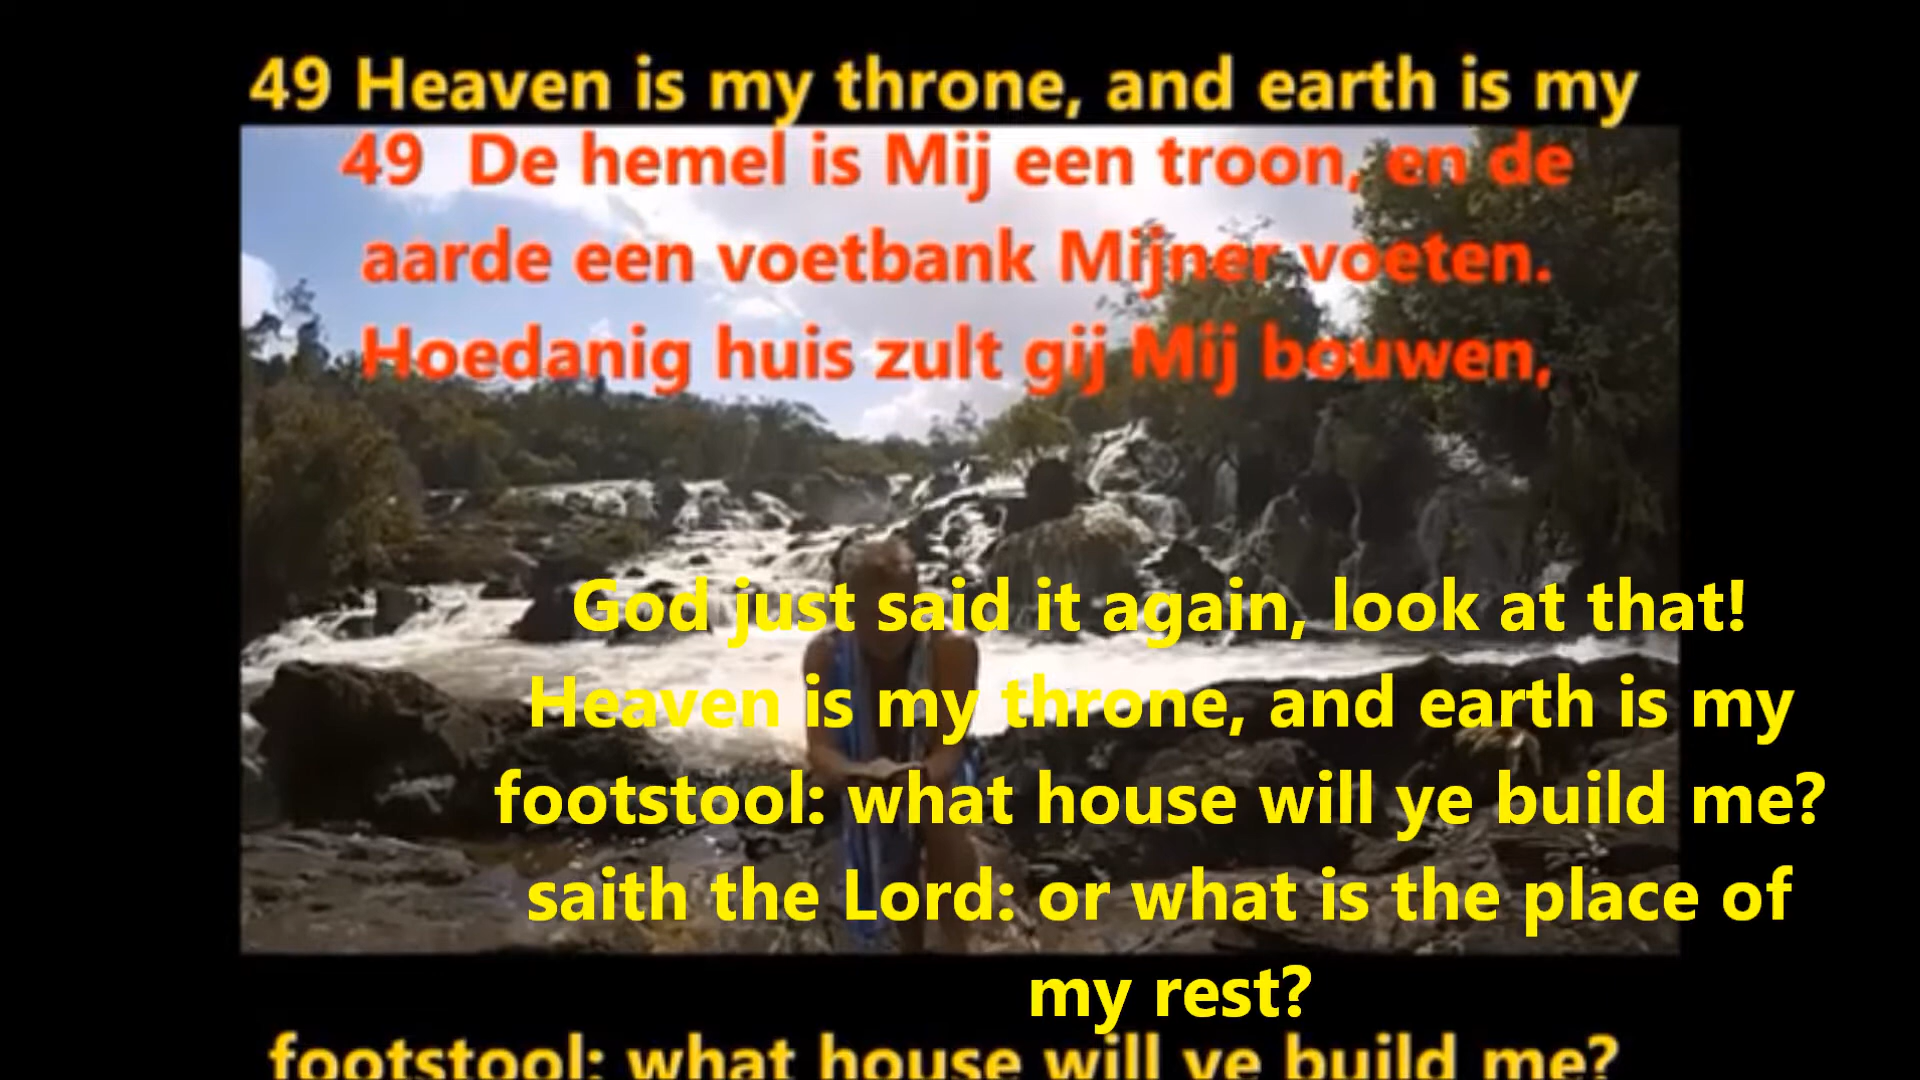 49 Heaven is my throne, and earth is my
49 De hemel is Mij een troon, en de
aarde een voetbank Mijner voeten.
Hoedanig huis zult gij Mij bouwen,
God just said it again, look at that!
Heaven is my throne, and earth is my
footstool: what house will ye build me?
saith the Lord: or what is the place of
my rest?
footstool: what house will ye build me?